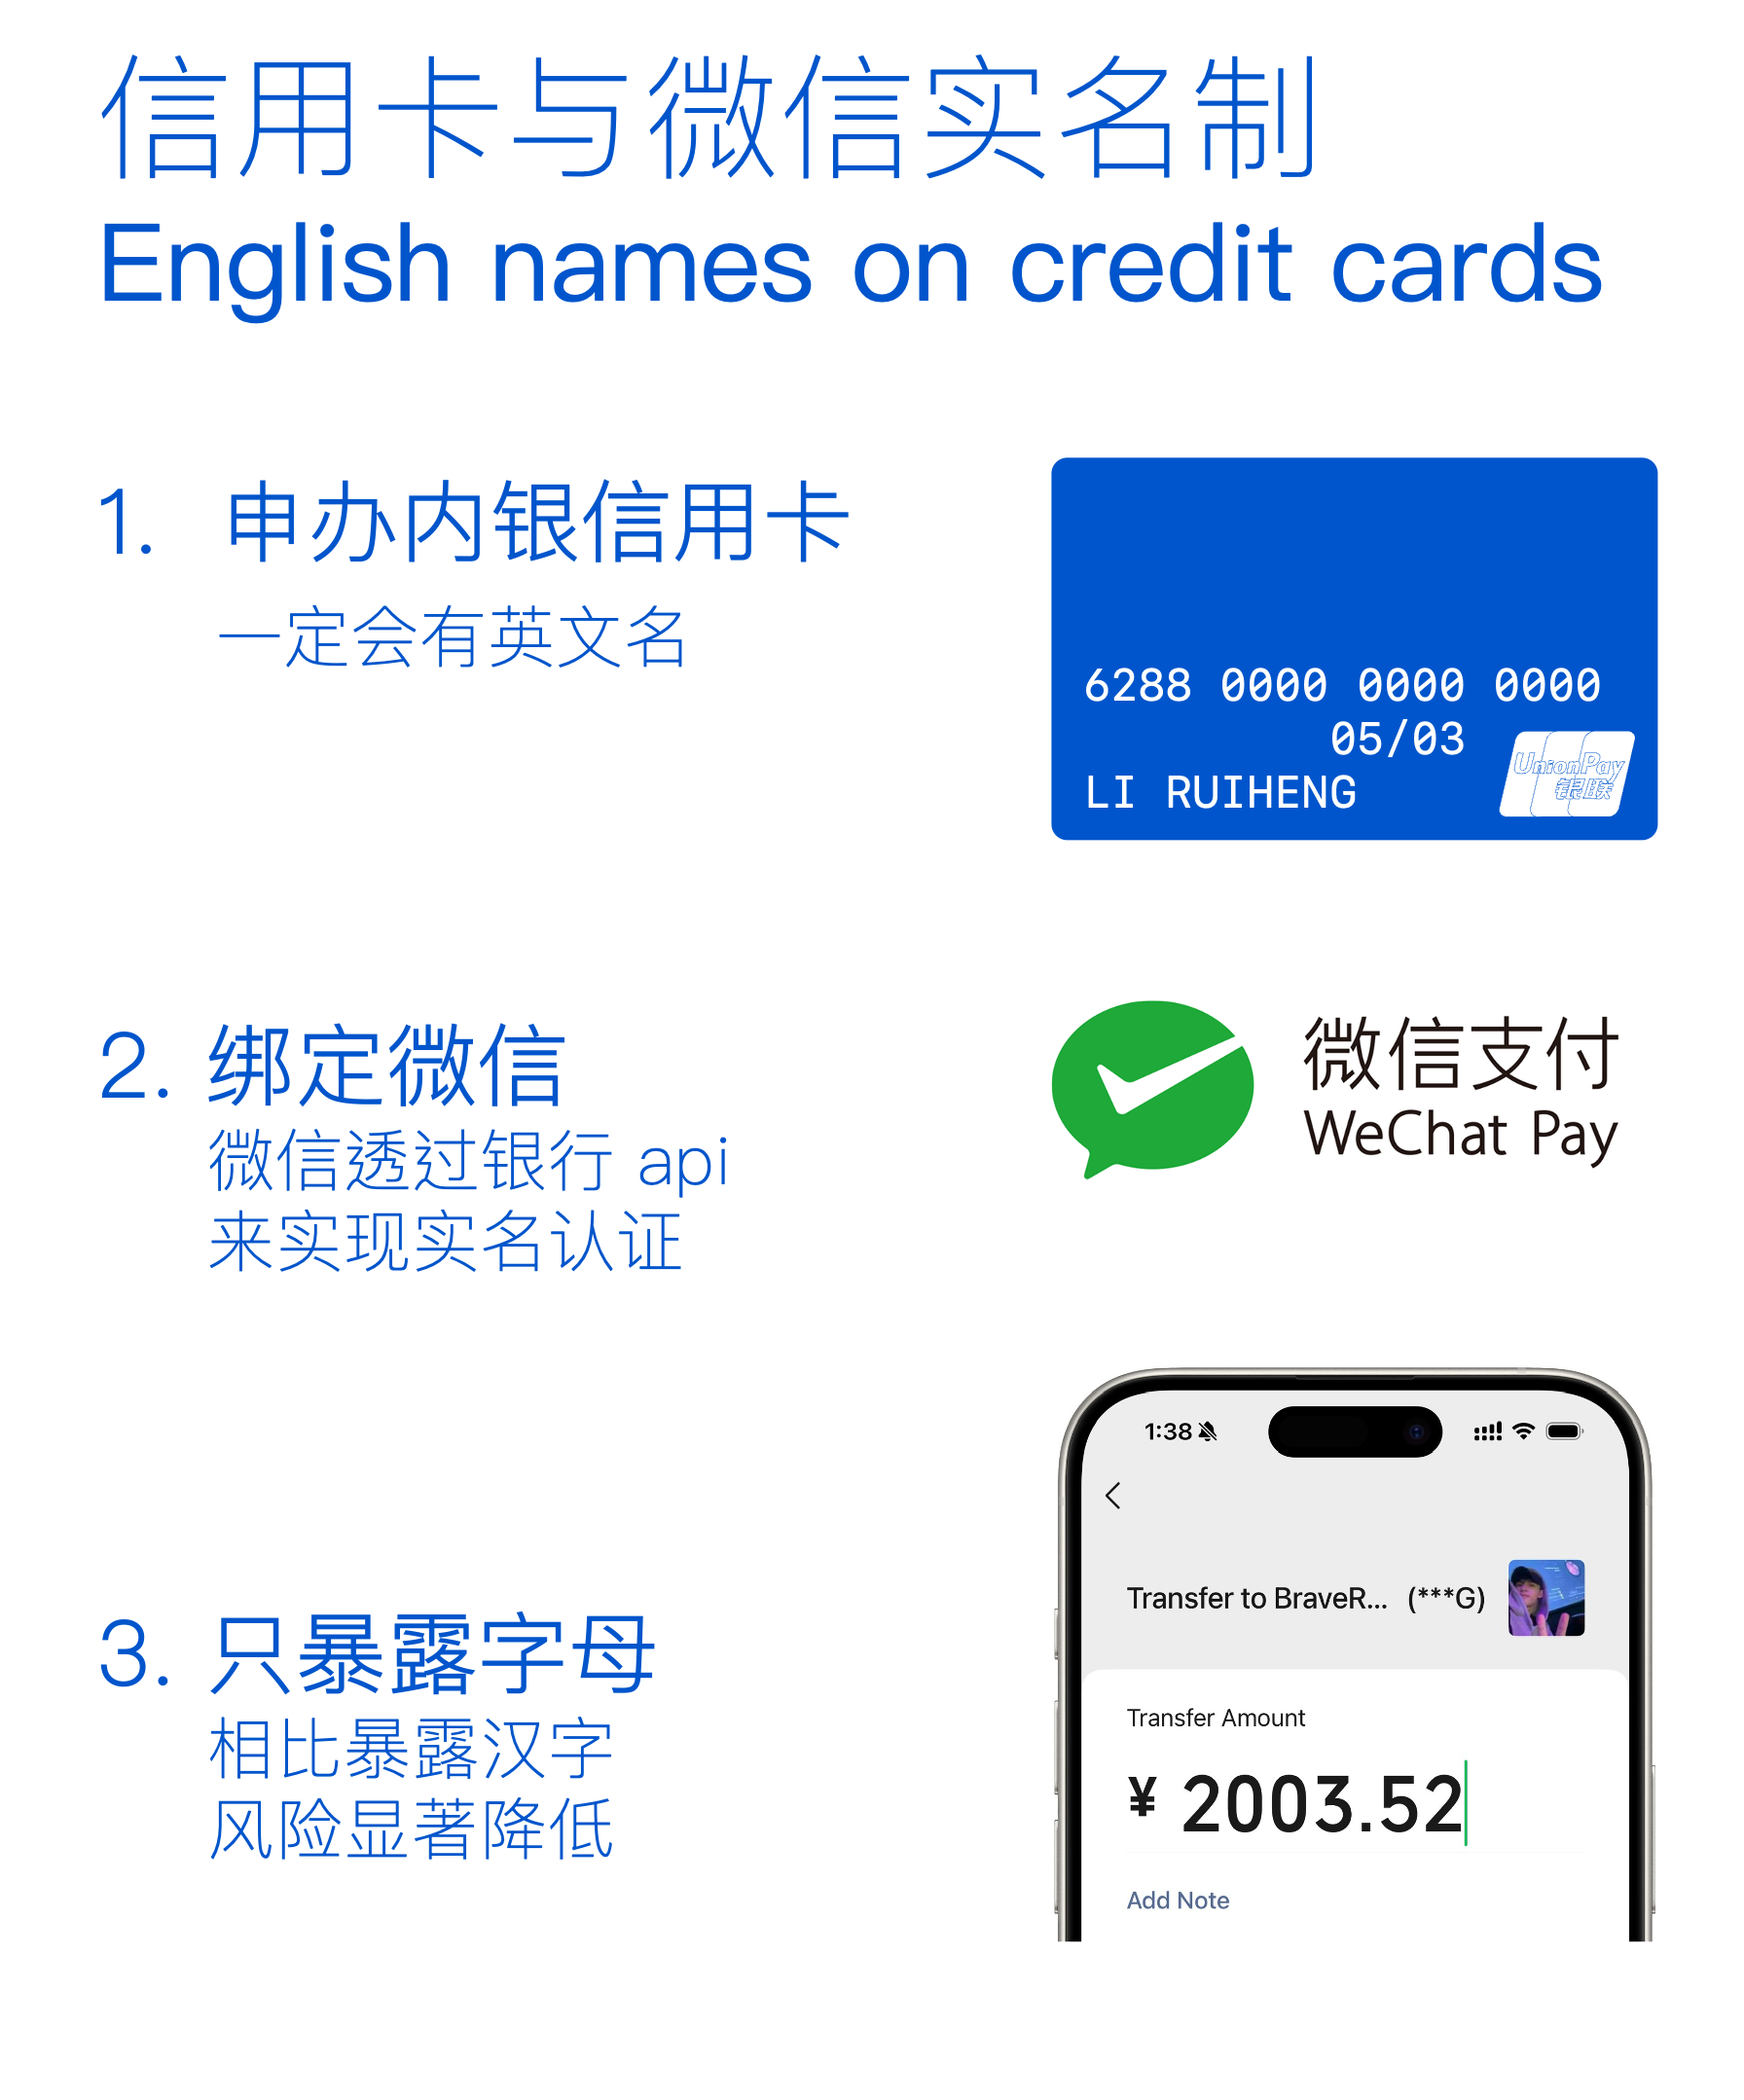 信用卡与微信实名制
English names on credit cards
1. 申办内银信用卡
一定会有英文名
6288 0000 0000 0000
05/03
LI RUIHENG
UnionPay
银联
2. 绑定微信
微信透过银行 api
来实现实名认证
微信支付
WeChat Pay
1:38
Transfer to BraveR... (***G)
3. 只暴露字母
相比暴露汉字
风险显著降低
Transfer Amount
¥ 2003.52
Add Note